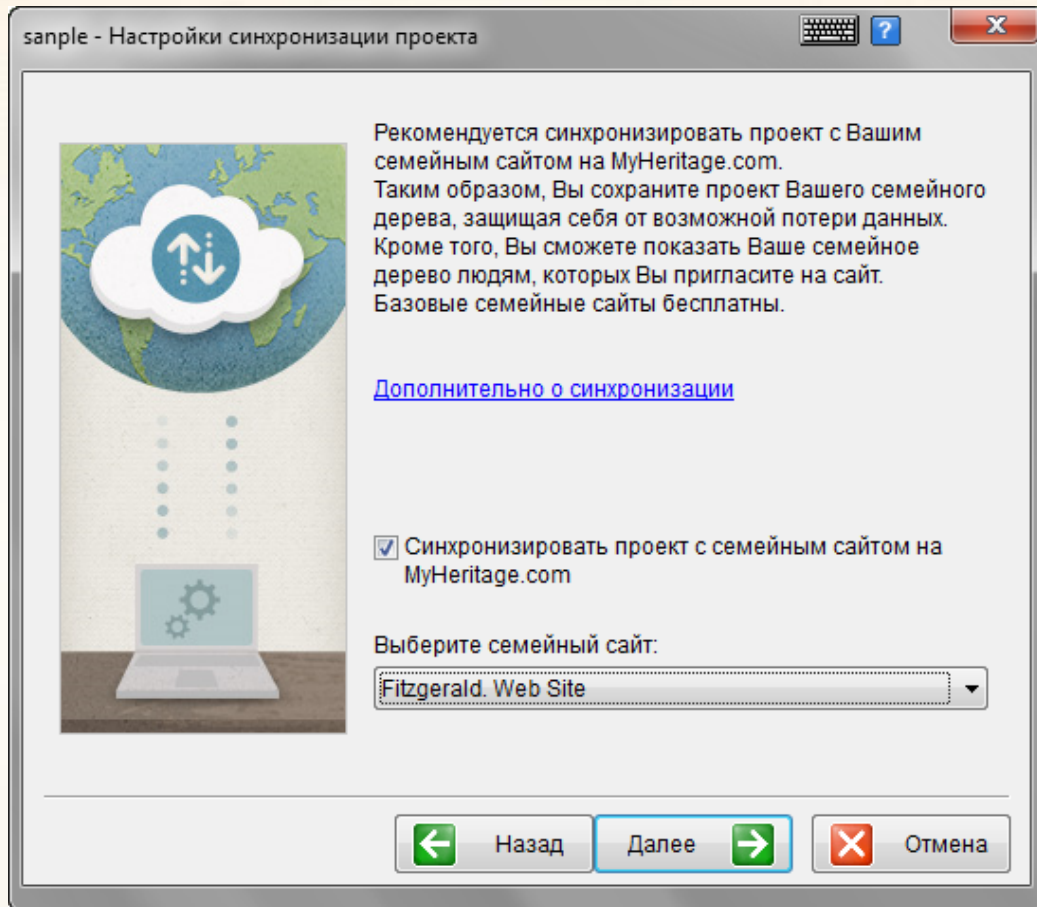 sanple - Настройки синхронизации проекта
?
Рекомендуется синхронизировать проект с Вашим
семейным сайтом на MyHeritage.com.
Таким образом, Вы сохраните проект Вашего семейного
дерева, защищая себя от возможной потери данных.
Кроме того, Вы сможете показать Ваше семейное
дерево людям, которых Вы пригласите на сайт.
Базовые семейные сайты бесплатны.
Дополнительно о синхронизации
Синхронизировать проект с семейным сайтом на
MyHeritage.com
Выберите семейный сайт:
Fitzgerald. Web Site
Назад
Далее
Отмена